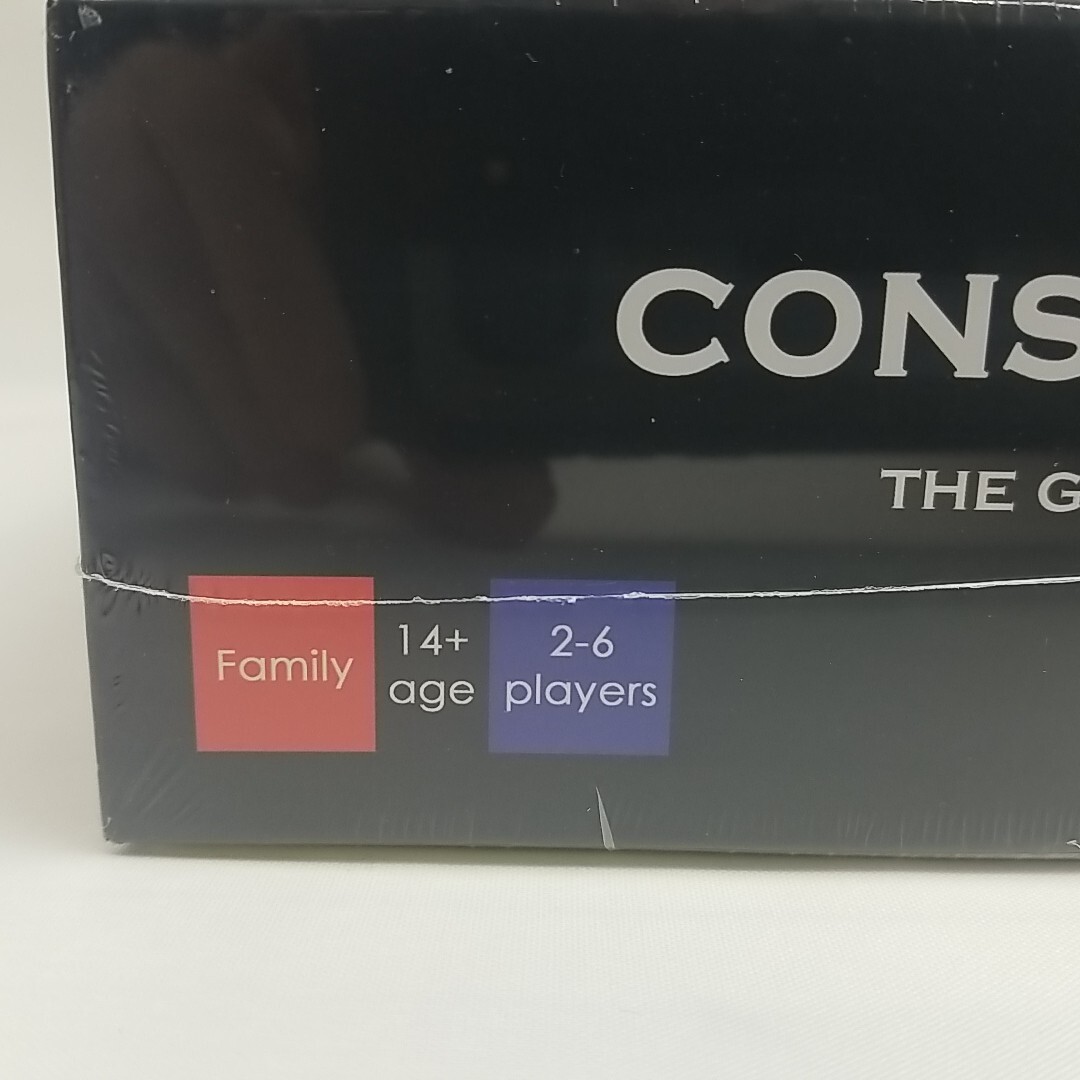 CONS
THE G
Family
14+
age
2-6
players